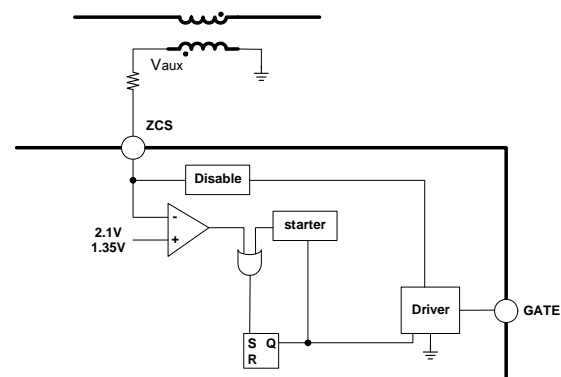 Vaux
ZCS
Disable
-
2.1V
1.35V
+
starter
S Q
R
Driver
GATE